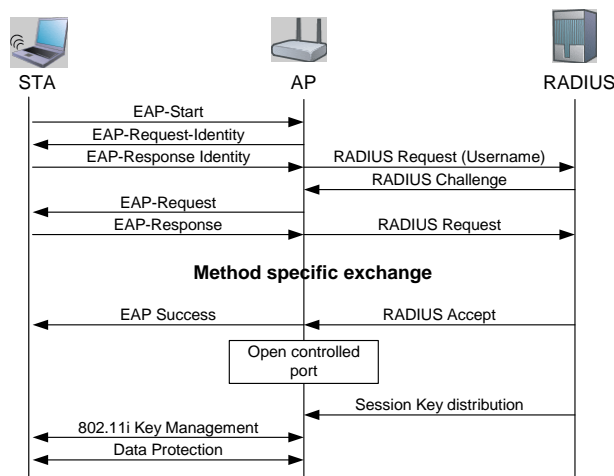 STA AP RADIUS
EAP-Start
EAP-Request-Identity
EAP-Response Identity RADIUS Request (Username)
RADIUS Challenge
EAP-Request
EAP-Response RADIUS Request
Method specific exchange
EAP Success RADIUS Accept
Open controlled
port
Session Key distribution
802.11i Key Management
Data Protection